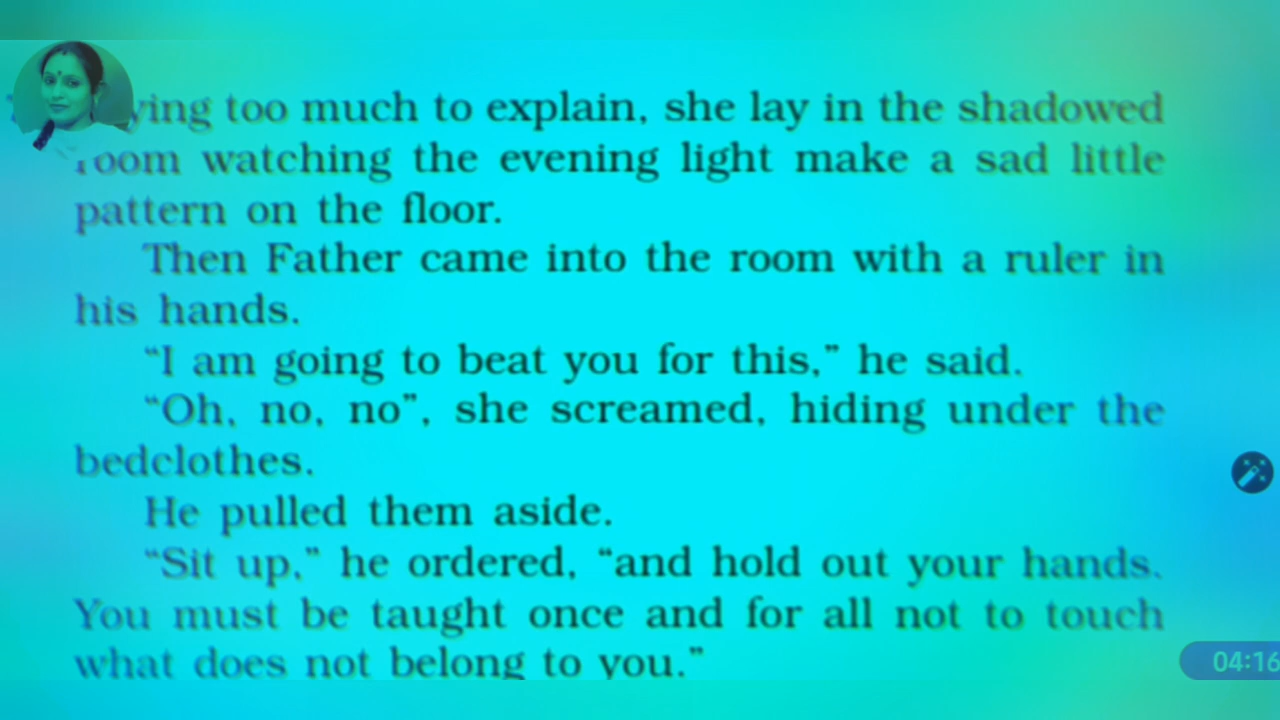 too much to explain, she lay in the shadowed
room watching the evening light make a sad little
pattern on the floor.
Then Father came into the room with a ruler in
his hands.
“I am going to beat you for this,” he said.
“Oh, no, no”, she screamed, hiding under the
bedclothes.
He pulled them aside.
“Sit up,” he ordered, “and hold out your hands.
You must be taught once and for all not to touch
what does not belong to you.”
04:16